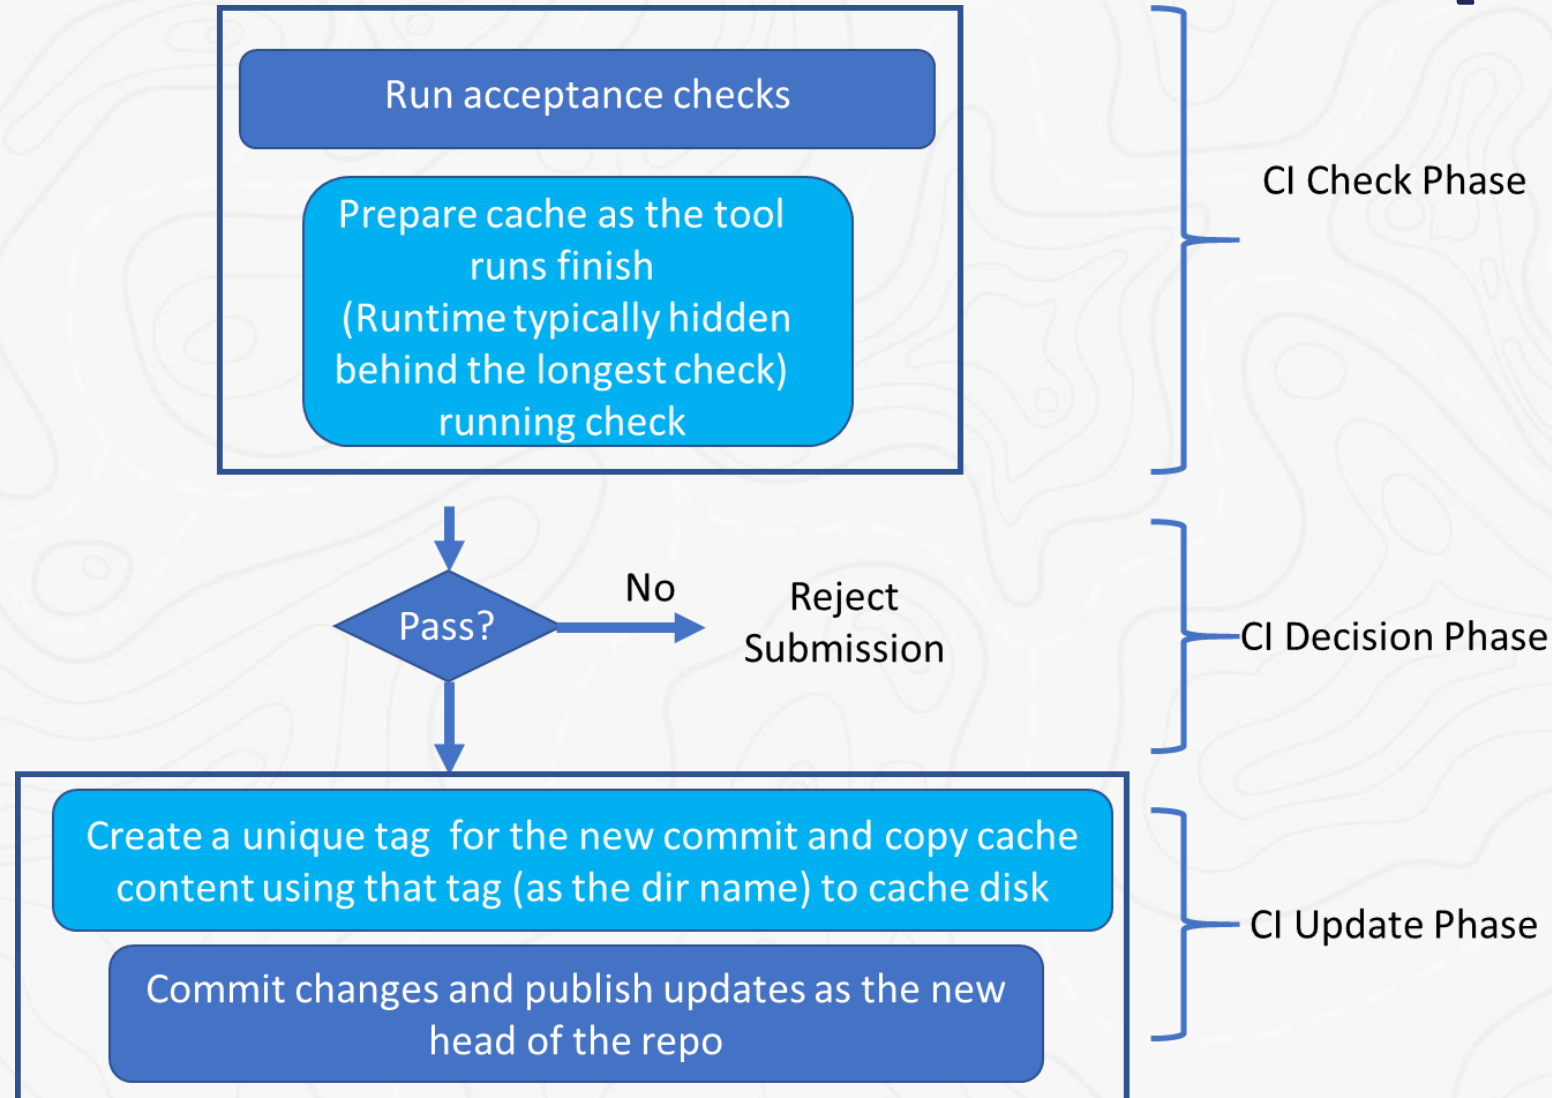 Run acceptance checks
Prepare cache as the tool
runs finish
(Runtime typically hidden
behind the longest check)
running check
CI Check Phase
Pass?
No
Reject
Submission
CI Decision Phase
Create a unique tag  for the new commit and copy cache
content using that tag (as the dir name) to cache disk
Commit changes and publish updates as the new
head of the repo
CI Update Phase